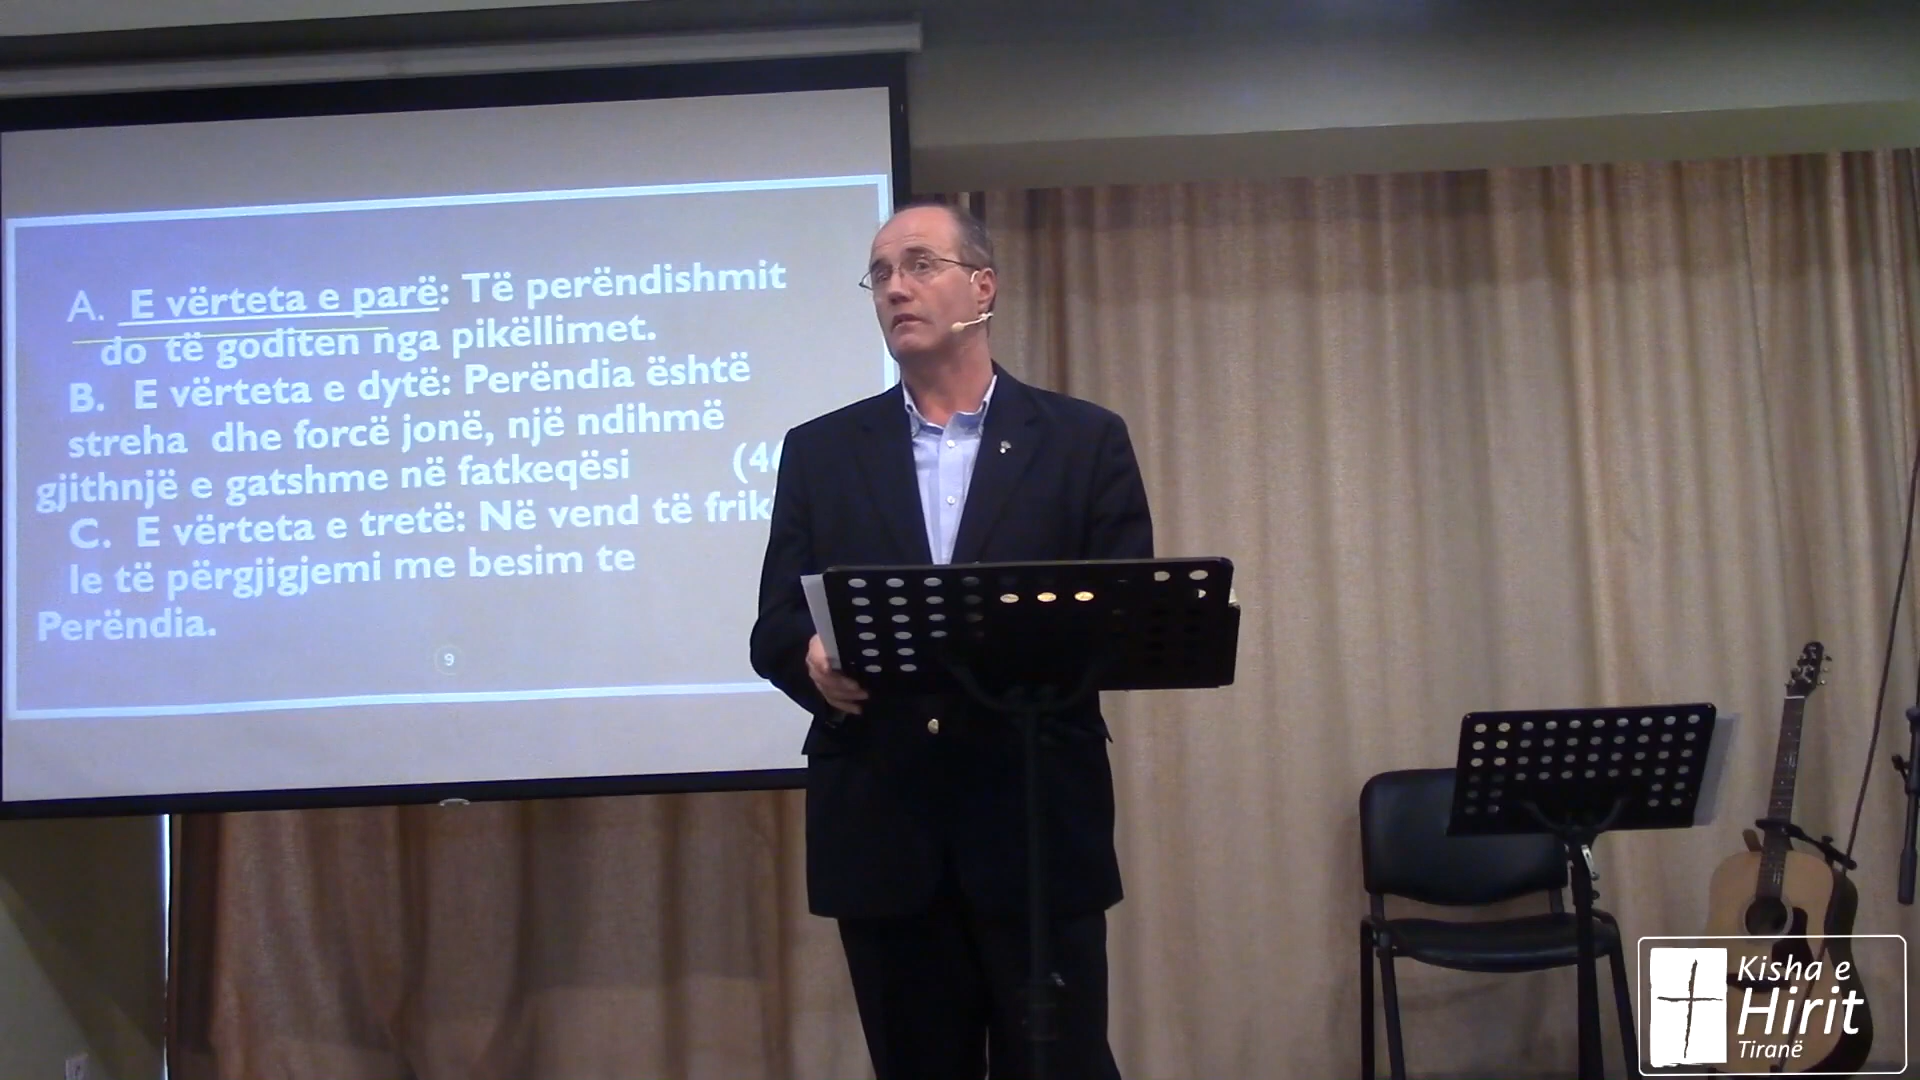 A. E vërteta e parë: Të perëndishmit
do të goditen nga pikëllimet.
B. E vërteta e dytë: Perëndia është
streha dhe forcë jonë, një ndihmë
gjithnjë e gatshme në fatkeqësi
C. E vërteta e tretë: Në vend të
le të përgjigjemi me besim te
Perëndia.
9
Kisha e
Hirit
Tiranë